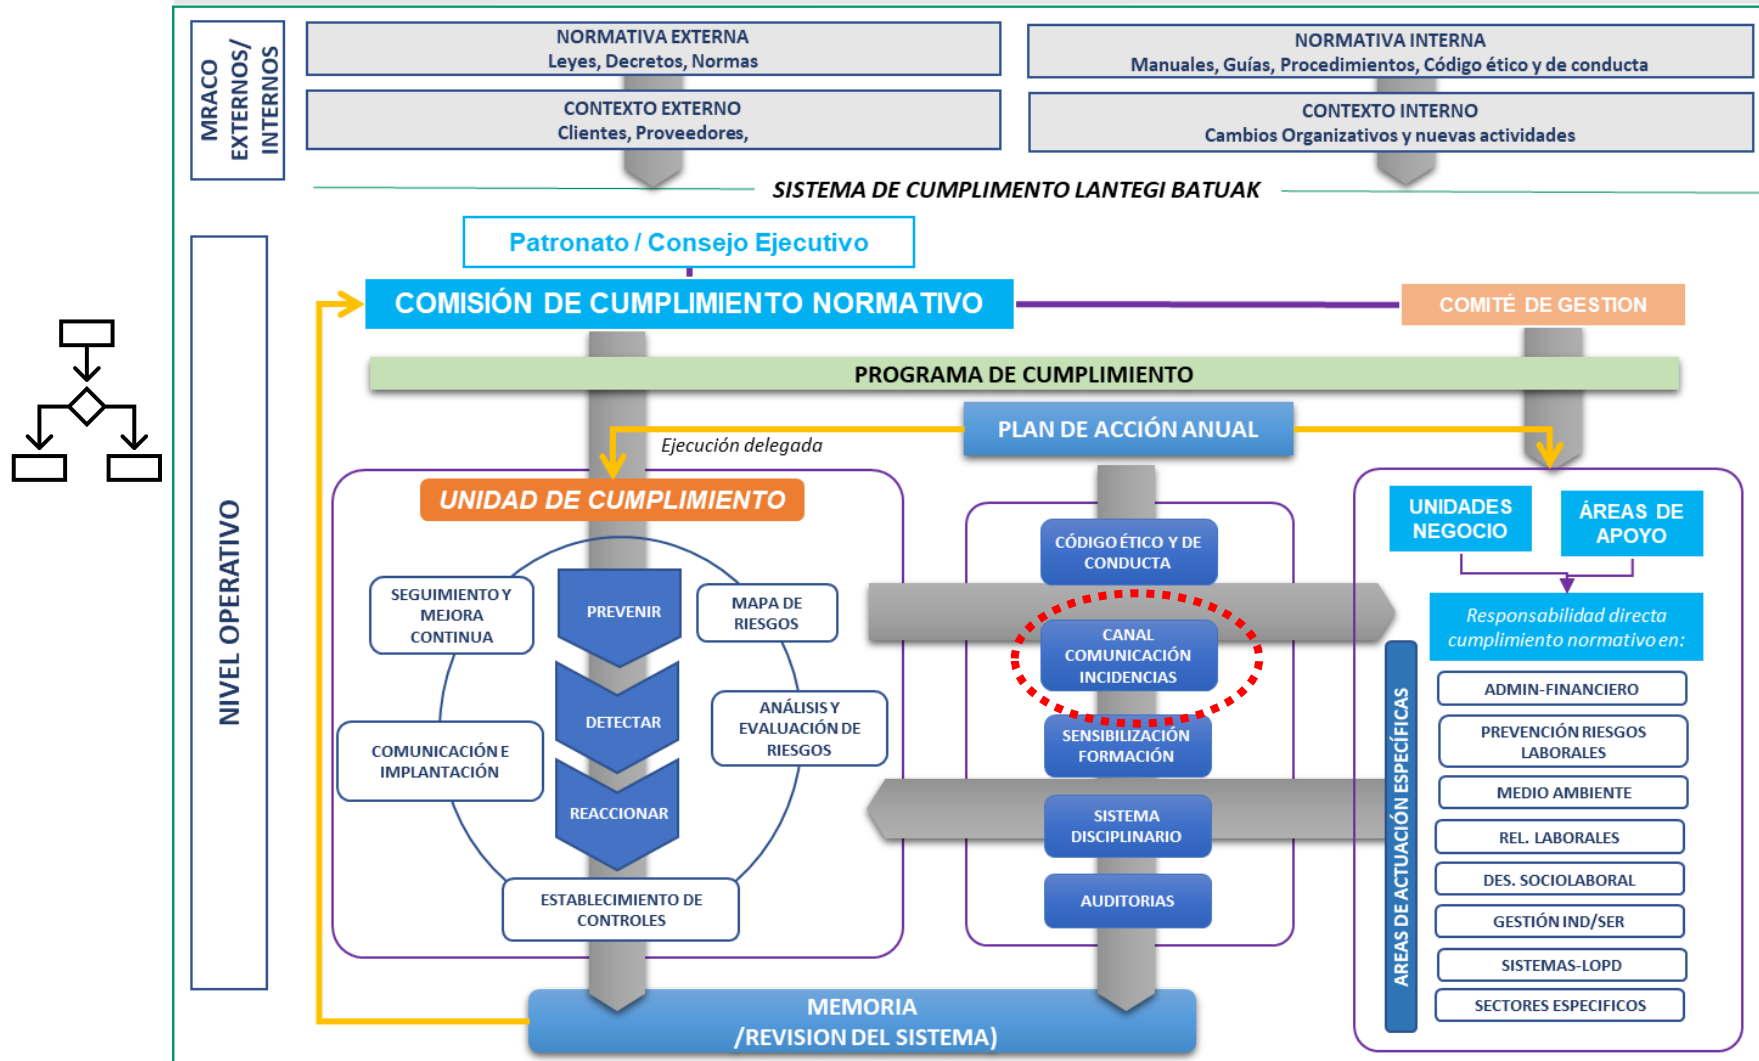 MRACO
EXTERNOS/
INTERNOS
NORMATIVA EXTERNA
Leyes, Decretos, Normas
NORMATIVA INTERNA
Manuales, Guías, Procedimientos, Código ético y de conducta
CONTEXTO EXTERNO
Clientes, Proveedores,
CONTEXTO INTERNO
Cambios Organizativos y nuevas actividades
SISTEMA DE CUMPLIMENTO LANTEGI BATUAK
NIVEL OPERATIVO
Patronato / Consejo Ejecutivo
COMISIÓN DE CUMPLIMIENTO NORMATIVO
COMITÉ DE GESTION
PROGRAMA DE CUMPLIMIENTO
PLAN DE ACCIÓN ANUAL
Ejecución delegada
UNIDAD DE CUMPLIMIENTO
SEGUIMIENTO Y
MEJORA
CONTINUA
PREVENIR
MAPA DE
RIESGOS
DETECTAR
ANÁLISIS Y
EVALUACIÓN DE
RIESGOS
COMUNICACIÓN E
IMPLANTACIÓN
REACCIONAR
ESTABLECIMIENTO DE
CONTROLES
CÓDIGO ÉTICO Y DE
CONDUCTA
CANAL
COMUNICACIÓN
INCIDENCIAS
SENSIBILIZACIÓN
FORMACIÓN
SISTEMA
DISCIPLINARIO
AUDITORIAS
UNIDADES
NEGOCIO
ÁREAS DE
APOYO
Responsabilidad directa
cumplimiento normativo en:
AREAS DE ACTUACIÓN ESPECÍFICAS
ADMIN-FINANCIERO
PREVENCIÓN RIESGOS
LABORALES
MEDIO AMBIENTE
REL. LABORALES
DES. SOCIOLABORAL
GESTIÓN IND/SER
SISTEMAS-LOPD
SECTORES ESPECIFICOS
MEMORIA
/REVISION DEL SISTEMA)